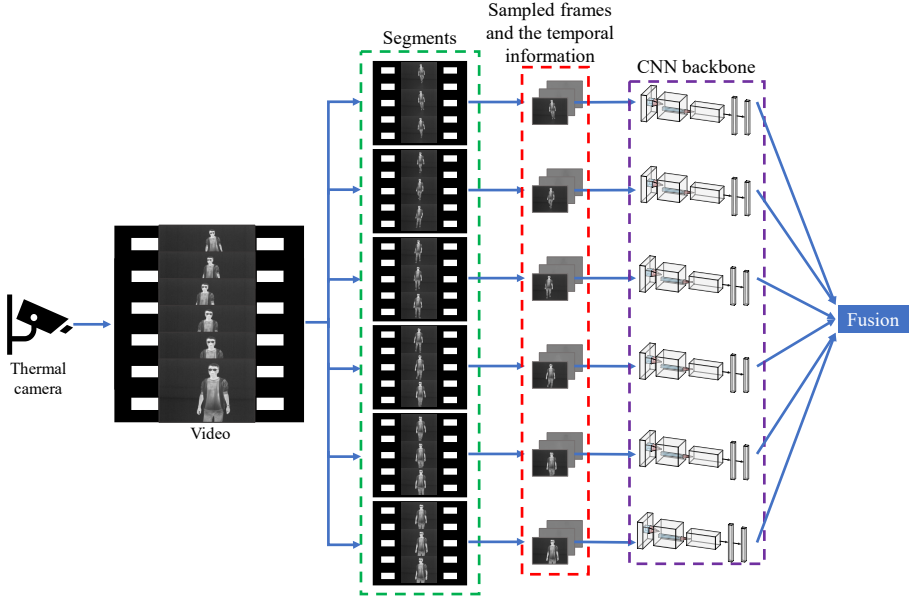 Sampled frames
and the temporal
information
Segments
CNN backbone
Thermal
camera
Video
Fusion